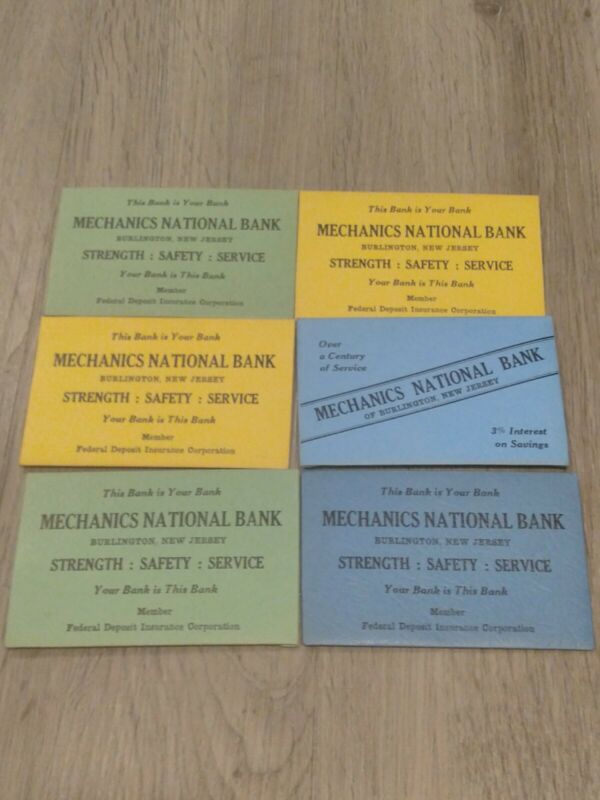 This Bank is Your Bank
MECHANICS NATIONAL BANK
BURLINGTON, NEW JERSEY
STRENGTH : SAFETY : SERVICE
Your Bank is This Bank
Member
Federal Deposit Insurance Corporation
This Bank is Your Bank
MECHANICS NATIONAL BANK
BURLINGTON, NEW JERSEY
STRENGTH : SAFETY : SERVICE
Your Bank is This Bank
Member
Federal Deposit Insurance Corporation
This Bank is Your Bank
MECHANICS NATIONAL BANK
BURLINGTON, NEW JERSEY
STRENGTH : SAFETY : SERVICE
Your Bank is This Bank
Member
Federal Deposit Insurance Corporation
Over
a Century
of Service
MECHANICS NATIONAL BANK
OF BURLINGTON, NEW JERSEY
3% Interest
on Savings
This Bank is Your Bank
MECHANICS NATIONAL BANK
BURLINGTON, NEW JERSEY
STRENGTH : SAFETY : SERVICE
Your Bank is This Bank
Member
Federal Deposit Insurance Corporation
This Bank is Your Bank
MECHANICS NATIONAL BANK
BURLINGTON, NEW JERSEY
STRENGTH : SAFETY : SERVICE
Your Bank is This Bank
Member
Federal Deposit Insurance Corporation